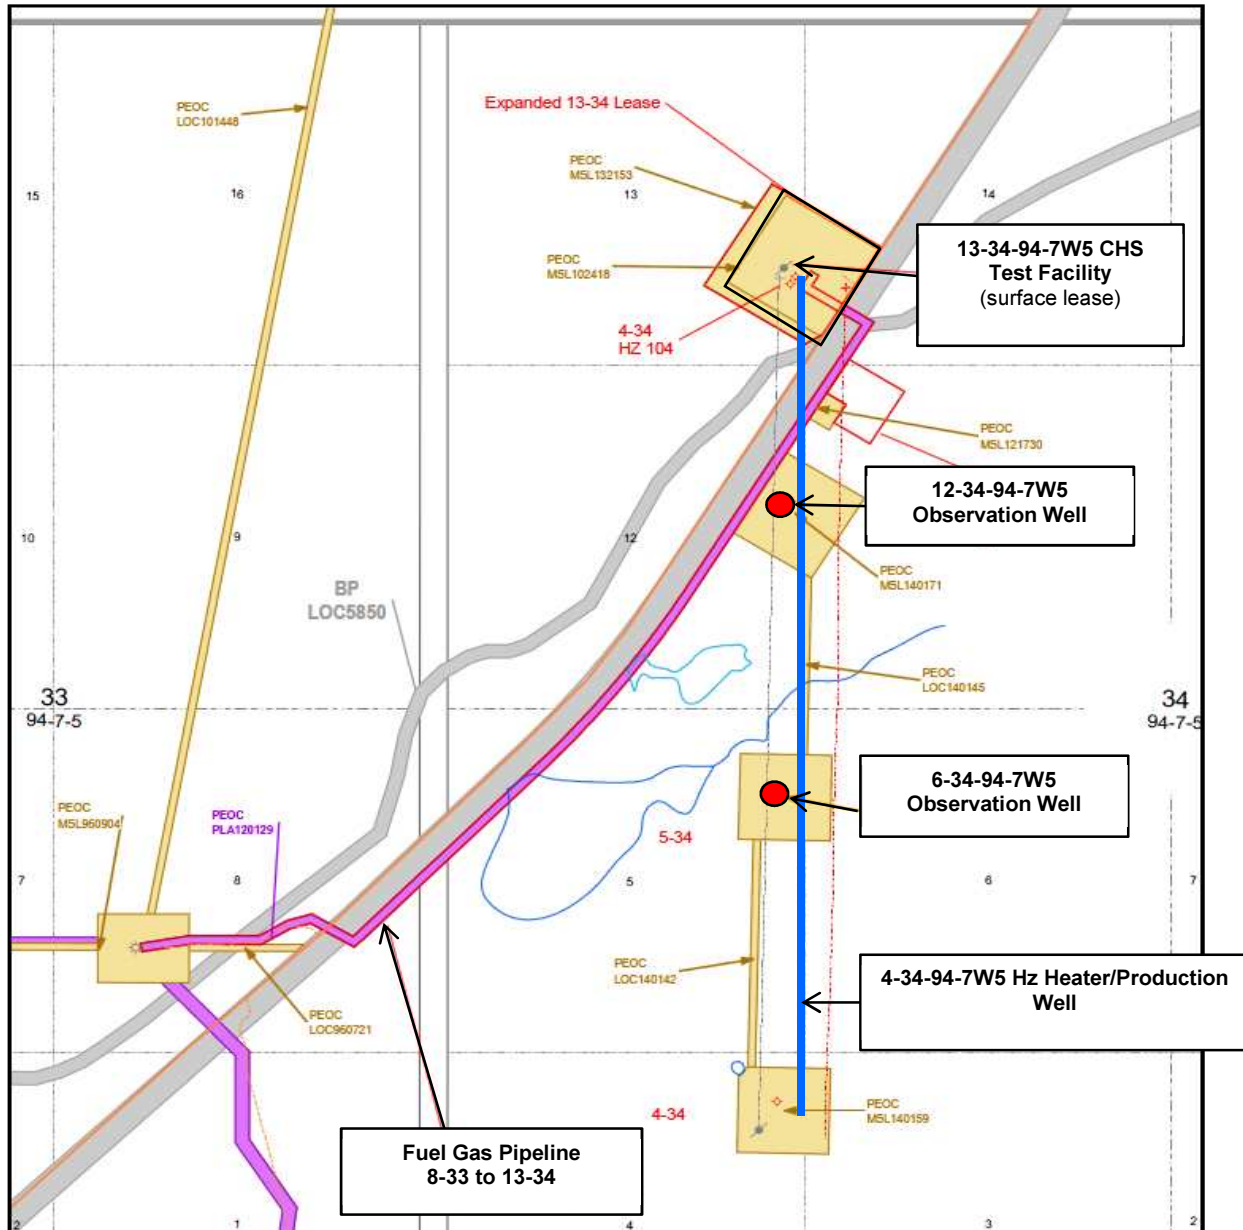 PEOC
LOC101448
Expanded 13-34 Lease
PEOC
MSL132153
15
16
13
14
13-34-94-7W5 CHS
Test Facility
(surface lease)
PEOC
MSL102418
4-34
HZ 104
PEOC
MSL121730
12-34-94-7W5
Observation Well
10
9
12
PEOC
MSL140171
BP
LOC5850
PEOC
LOC140145
33
94-7-5
34
94-7-5
6-34-94-7W5
Observation Well
PEOC
MSL960904
PEOC
PLA120129
5-34
7
8
5
6
7
PEOC
LOC140142
4-34-94-7W5 Hz Heater/Production
Well
PEOC
LOC960721
4-34
PEOC
MSL140159
Fuel Gas Pipeline
8-33 to 13-34
2
1
4
3
2